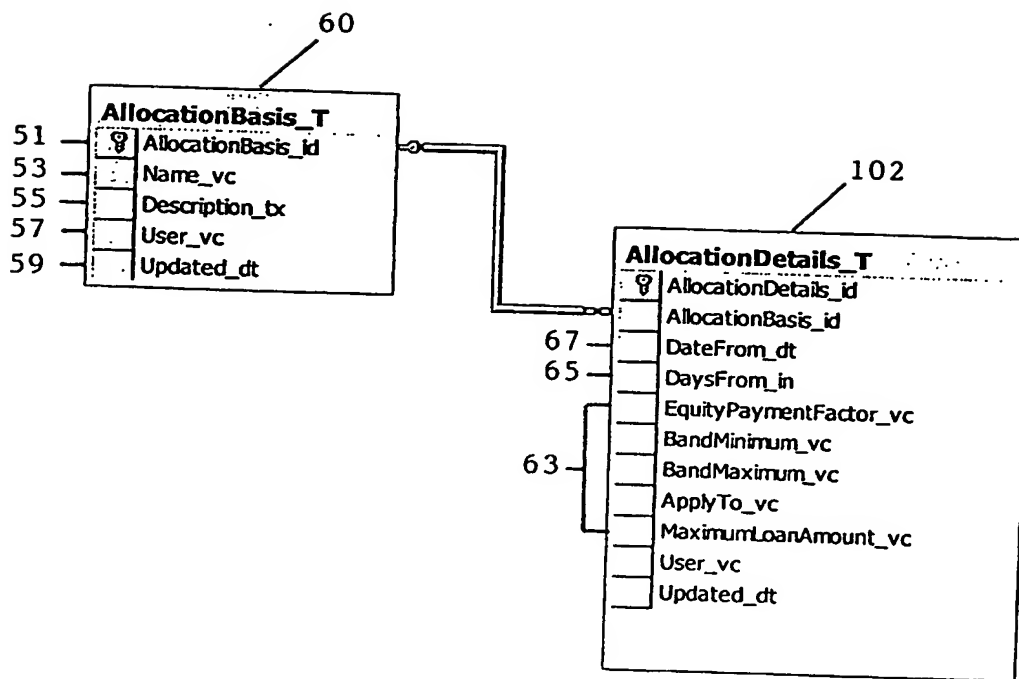 60
AllocationBasis_T
51 AllocationBasis_id
53 Name_vc
55 Description_tx
57 User_vc
59 Updated_dt
102
AllocationDetails_T
AllocationDetails_id
AllocationBasis_id
67 DateFrom_dt
65 DaysFrom_in
EquityPaymentFactor_vc
BandMinimum_vc
63 BandMaximum_vc
ApplyTo_vc
MaximumLoanAmount_vc
User_vc
Updated_dt